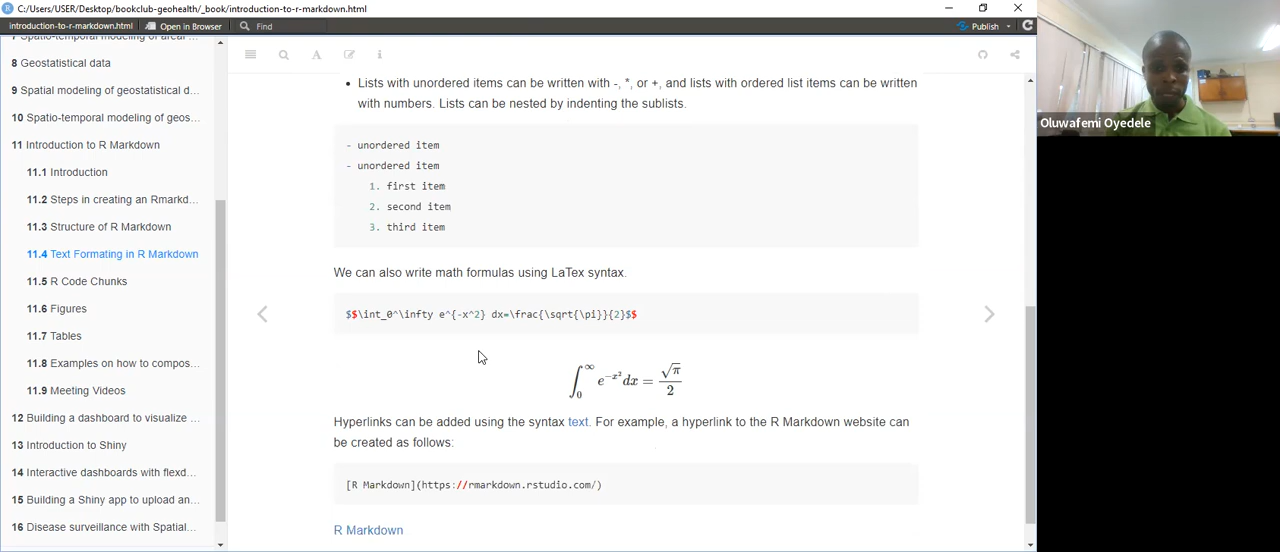 C:/Users/USER/Desktop/bookclub-geohealth/_book/introduction-to-r-markdown.html
introduction-to-r-markdown.html
Open in Browser
Find
Publish
8 Geostatistical data
9 Spatial modeling of geostatistical d...
10 Spatio-temporal modeling of geos...
11 Introduction to R Markdown
11.1 Introduction
11.2 Steps in creating an Rmarkd...
11.3 Structure of R Markdown
11.4 Text Formating in R Markdown
11.5 R Code Chunks
11.6 Figures
11.7 Tables
11.8 Examples on how to compos...
11.9 Meeting Videos
12 Building a dashboard to visualize ...
13 Introduction to Shiny
14 Interactive dashboards with flexd...
15 Building a Shiny app to upload an...
16 Disease surveillance with Spatial...
• Lists with unordered items can be written with -, *, or +, and lists with ordered list items can be written
with numbers. Lists can be nested by indenting the sublists.
- unordered item
- unordered item
1. first item
2. second item
3. third item
We can also write math formulas using LaTex syntax.
$$\int_0^\infty e^{-x^2} dx=\frac{\sqrt{\pi}}{2}$$
∫₀^∞ e^{-x²}dx = √π/2
Hyperlinks can be added using the syntax text. For example, a hyperlink to the R Markdown website can
be created as follows:
[R Markdown](https://rmarkdown.rstudio.com/)
R Markdown
Oluwafemi Oyedele